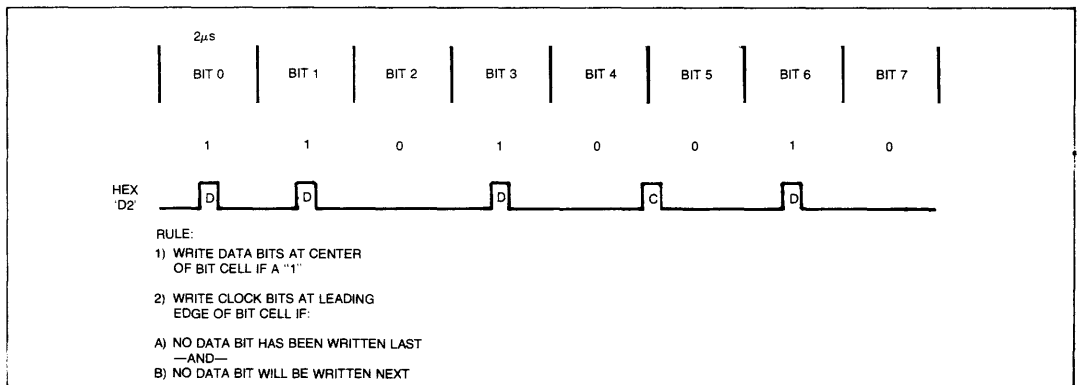 2μs
BIT 0 BIT 1 BIT 2 BIT 3 BIT 4 BIT 5 BIT 6 BIT 7
1 1 0 1 0 0 1 0
HEX
'D2'
D D D C D
RULE:
1) WRITE DATA BITS AT CENTER
OF BIT CELL IF A "1"
2) WRITE CLOCK BITS AT LEADING
EDGE OF BIT CELL IF:
A) NO DATA BIT HAS BEEN WRITTEN LAST
—AND—
B) NO DATA BIT WILL BE WRITTEN NEXT